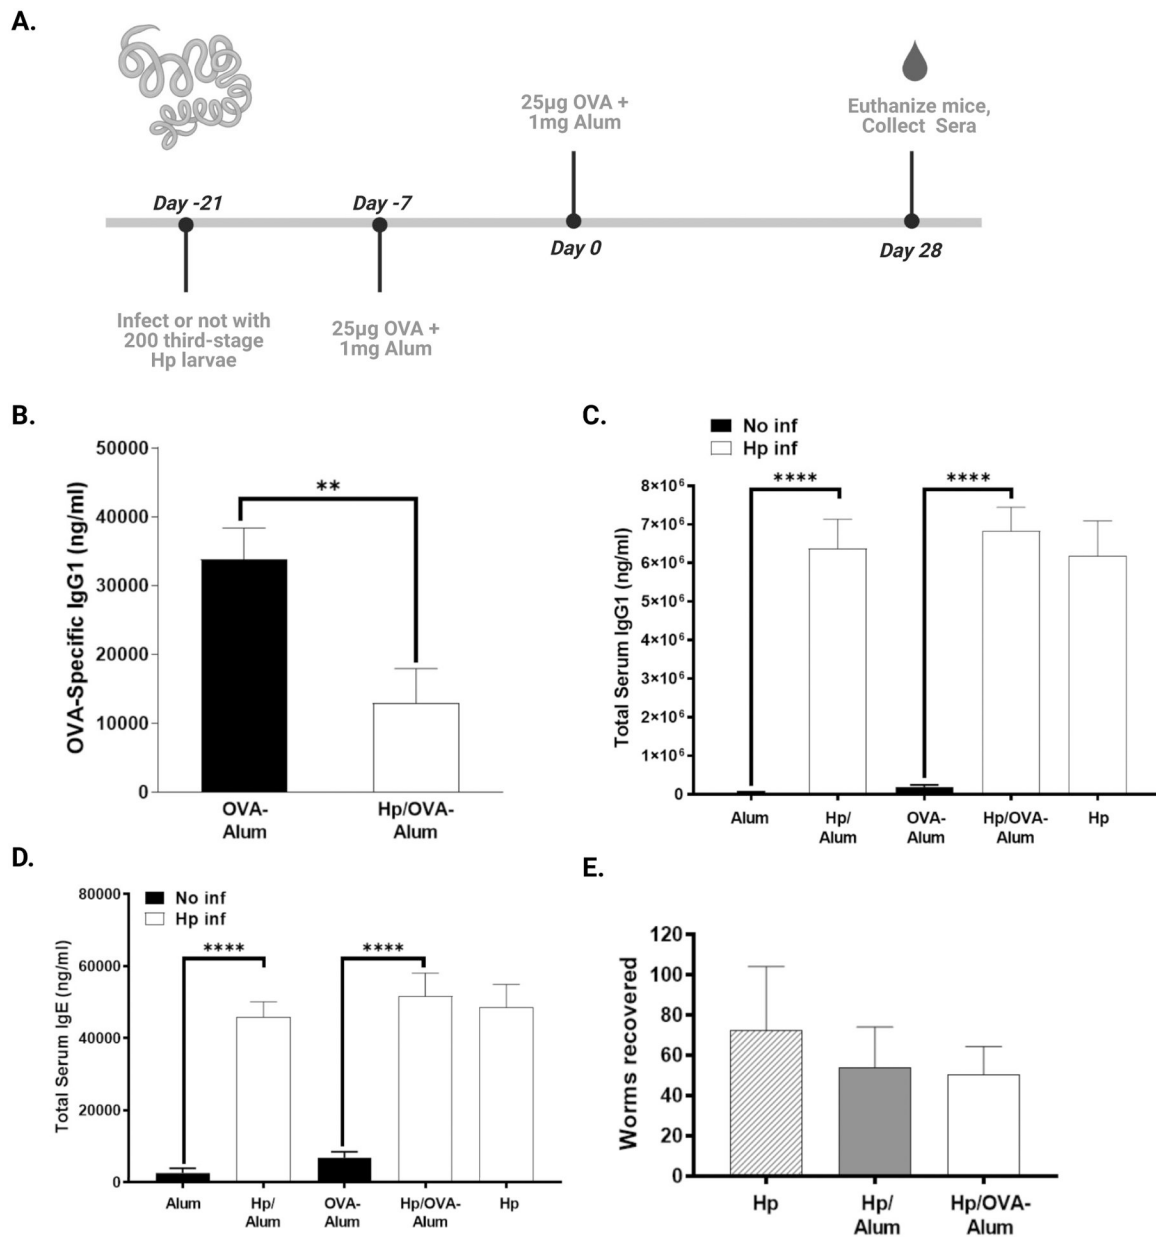 A.
25µg OVA +
1mg Alum
Euthanize mice,
Collect Sera
Day -21
Day -7
Day 0
Day 28
Infect or not with
200 third-stage
Hp larvae
25µg OVA +
1mg Alum
B.
OVA-Specific IgG1 (ng/ml)
50000
40000
30000
20000
10000
0
**
OVA-
Alum
Hp/OVA-
Alum
C.
No inf
Hp inf
Total Serum IgG1 (ng/ml)
8×10⁶
7×10⁶
6×10⁶
5×10⁶
4×10⁶
3×10⁶
2×10⁶
1×10⁶
0
****
****
Alum
Hp/
Alum
OVA-
Alum
Hp/OVA-
Alum
Hp
D.
No inf
Hp inf
Total Serum IgE (ng/ml)
80000
60000
40000
20000
0
****
****
Alum
Hp/
Alum
OVA-
Alum
Hp/OVA-
Alum
Hp
E.
Worms recovered
120
100
80
60
40
20
0
Hp
Hp/
Alum
Hp/OVA-
Alum